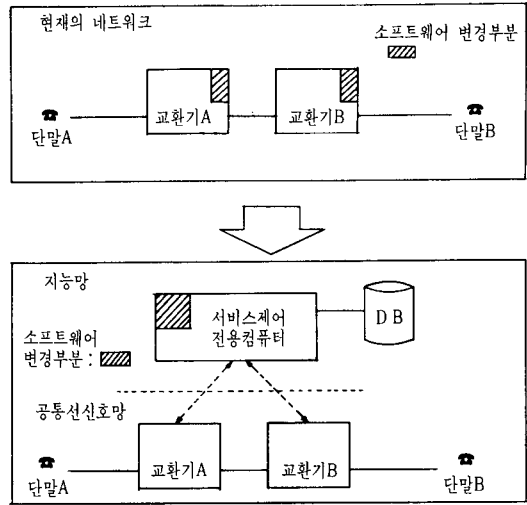 현재의 네트워크
소프트웨어 변경부분
교환기A
교환기B
단말A
단말B
지능망
서비스제어
전용컴퓨터
D B
소프트웨어
변경부분 :
공통선신호망
교환기A
교환기B
단말A
단말B